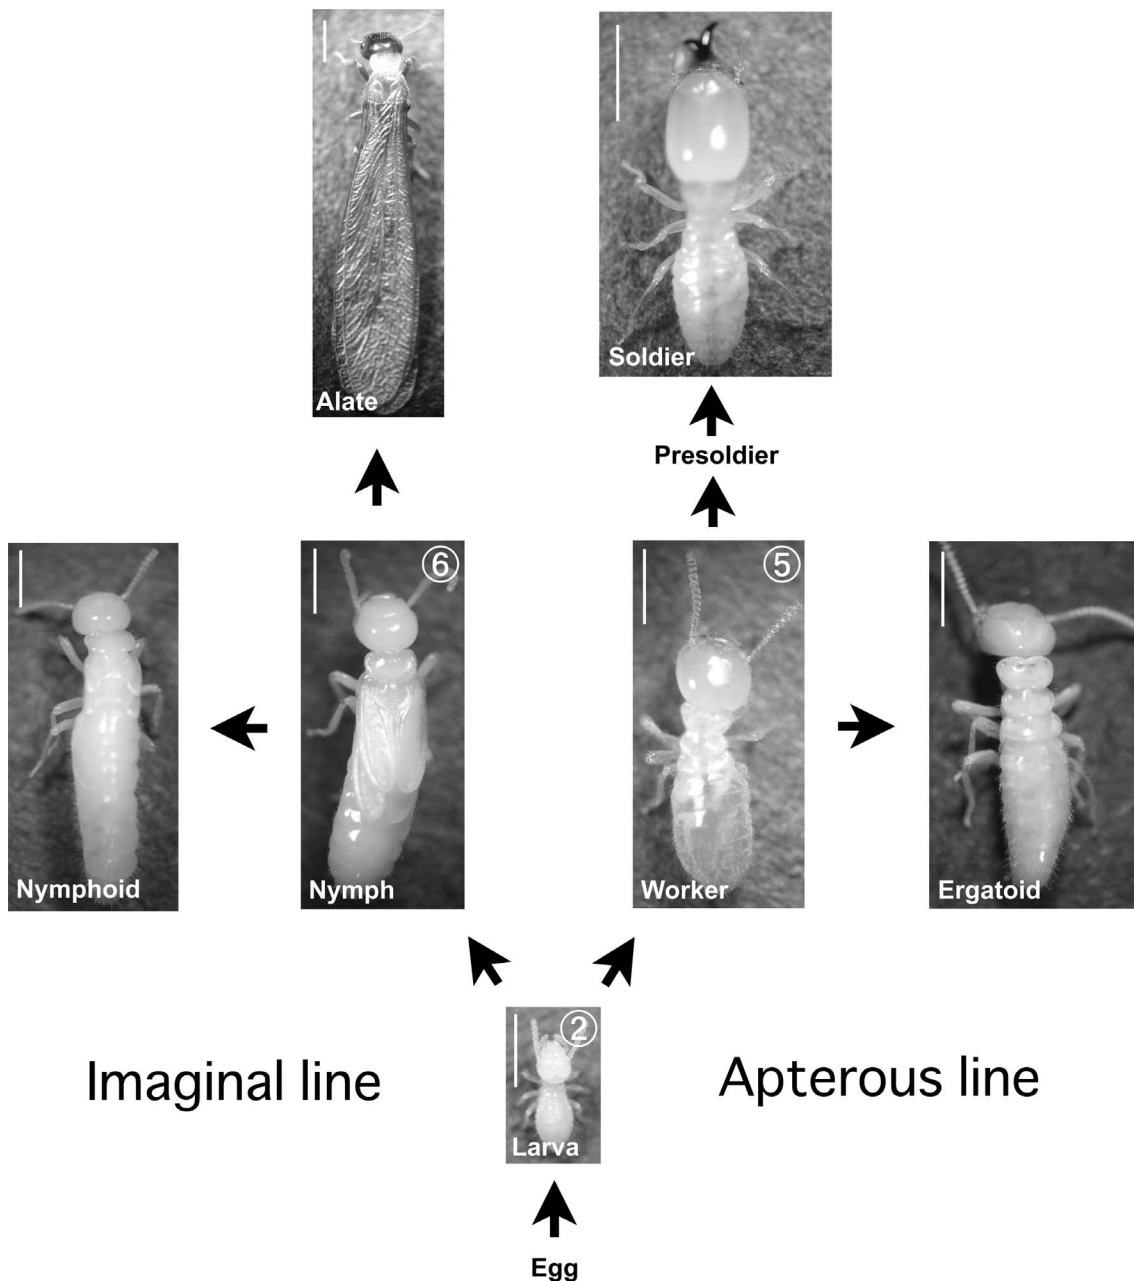 Alate
Soldier
Presoldier
⑥
⑤
Nymphoid
Nymph
Worker
Ergatoid
②
Imaginal line
Apterous line
Larva
Egg